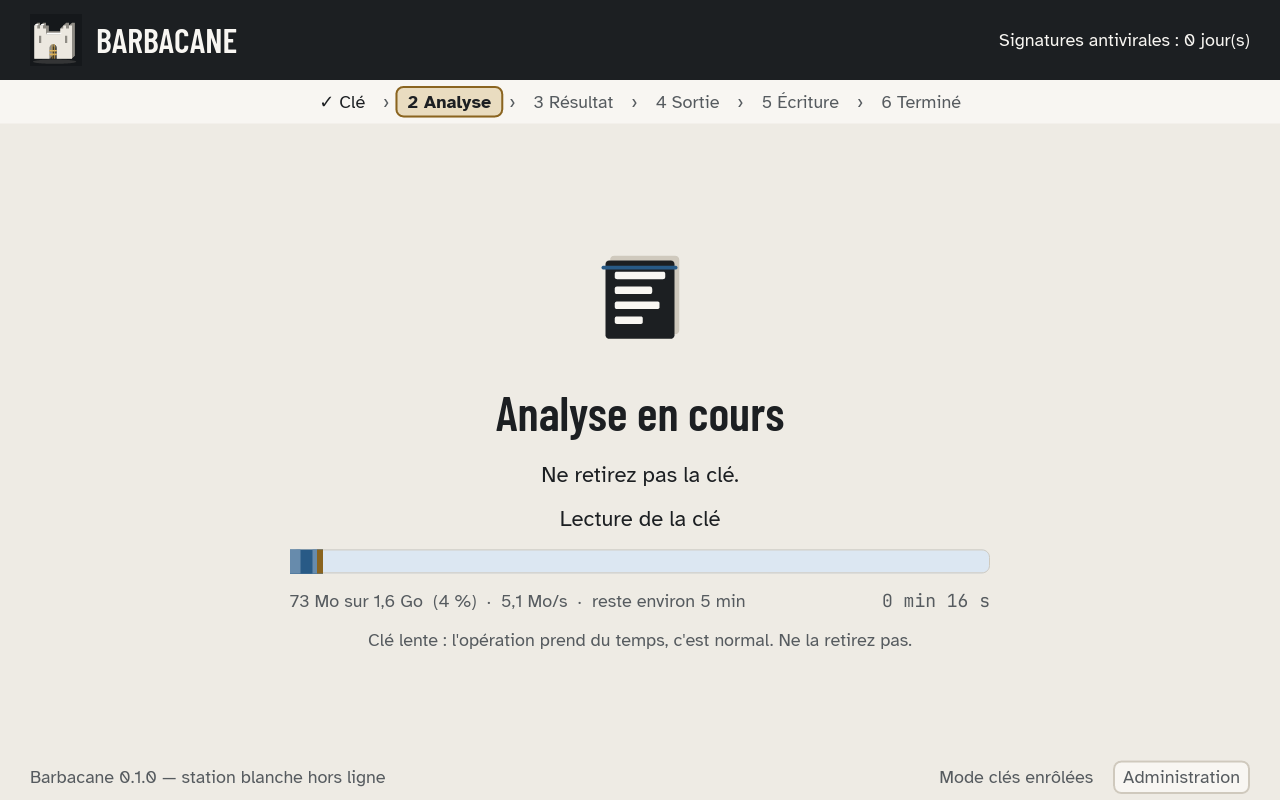 BARBACANE
Signatures antivirales : 0 jour(s)
✓ Clé › 2 Analyse › 3 Résultat › 4 Sortie › 5 Écriture › 6 Terminé
Analyse en cours
Ne retirez pas la clé.
Lecture de la clé
73 Mo sur 1,6 Go (4 %) · 5,1 Mo/s · reste environ 5 min
0 min 16 s
Clé lente : l'opération prend du temps, c'est normal. Ne la retirez pas.
Barbacane 0.1.0 — station blanche hors ligne
Mode clés enrôlées
Administration